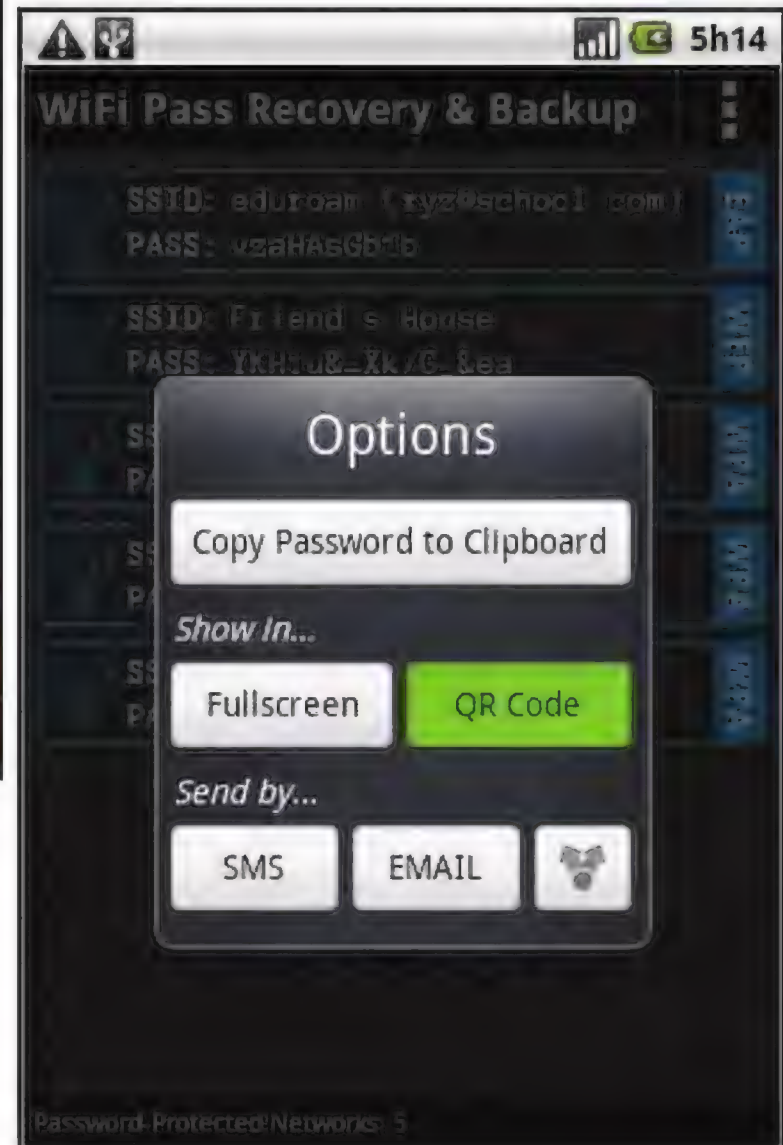 5h14
WiFi Pass Recovery & Backup
SSID: eduroam (xyz@school com)
PASS:
SSID: Friend s House
PASS:
Options
Copy Password to Clipboard
Show in...
Fullscreen
QR Code
Send by...
SMS
EMAIL
Password-Protected Networks: 5